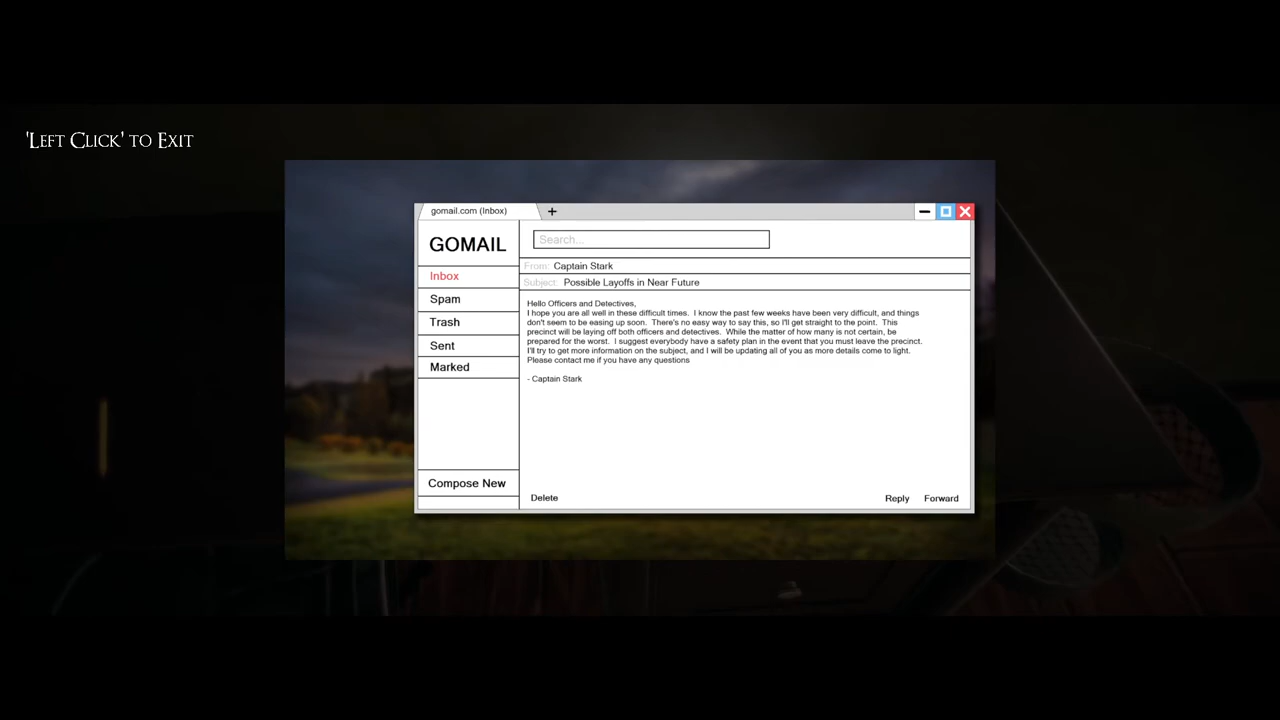 'Left Click' to Exit
gomail.com (Inbox)
+
GOMAIL
Search...
Inbox
From: Captain Stark
Subject: Possible Layoffs in Near Future
Spam
Trash
Sent
Marked
Hello Officers and Detectives,
I hope you are all well in these difficult times. I know the past few weeks have been very difficult, and things
don't seem to be easing up soon. There's no easy way to say this, so I'll get straight to the point. This
precinct will be laying off both officers and detectives. While the matter of how many is not certain, be
prepared for the worst. I suggest everybody have a safety plan in the event that you must leave the precinct.
I'll try to get more information on the subject, and I will be updating all of you as more details come to light.
Please contact me if you have any questions
- Captain Stark
Compose New
Delete
Reply
Forward